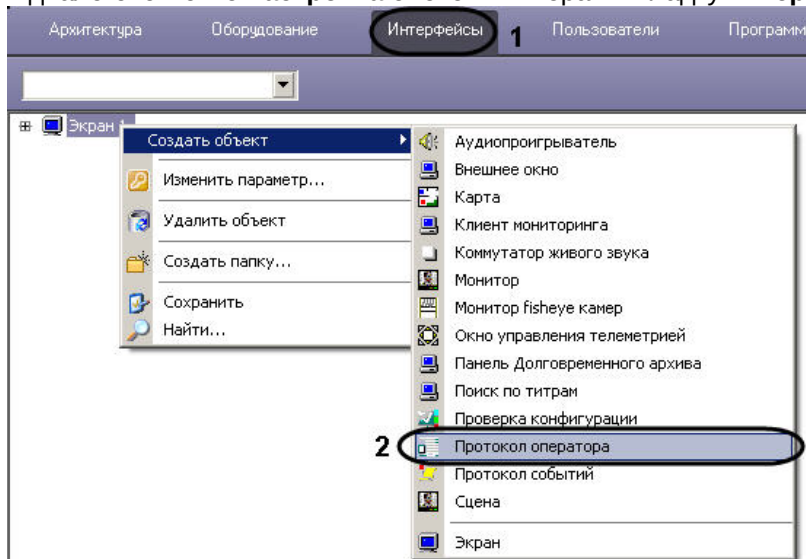 Архитектура Оборудование Интерфейсы 1 Пользователи Програм
Экран 1
Создать объект
Изменить параметр...
Удалить объект
Создать папку...
Сохранить
Найти...
Аудиопроигрыватель
Внешнее окно
Карта
Клиент мониторинга
Коммутатор живого звука
Монитор
Монитор fisheye камер
Окно управления телеметрией
Панель Долговременного архива
Поиск по титрам
Проверка конфигурации
2 Протокол оператора
Протокол событий
Сцена
Экран